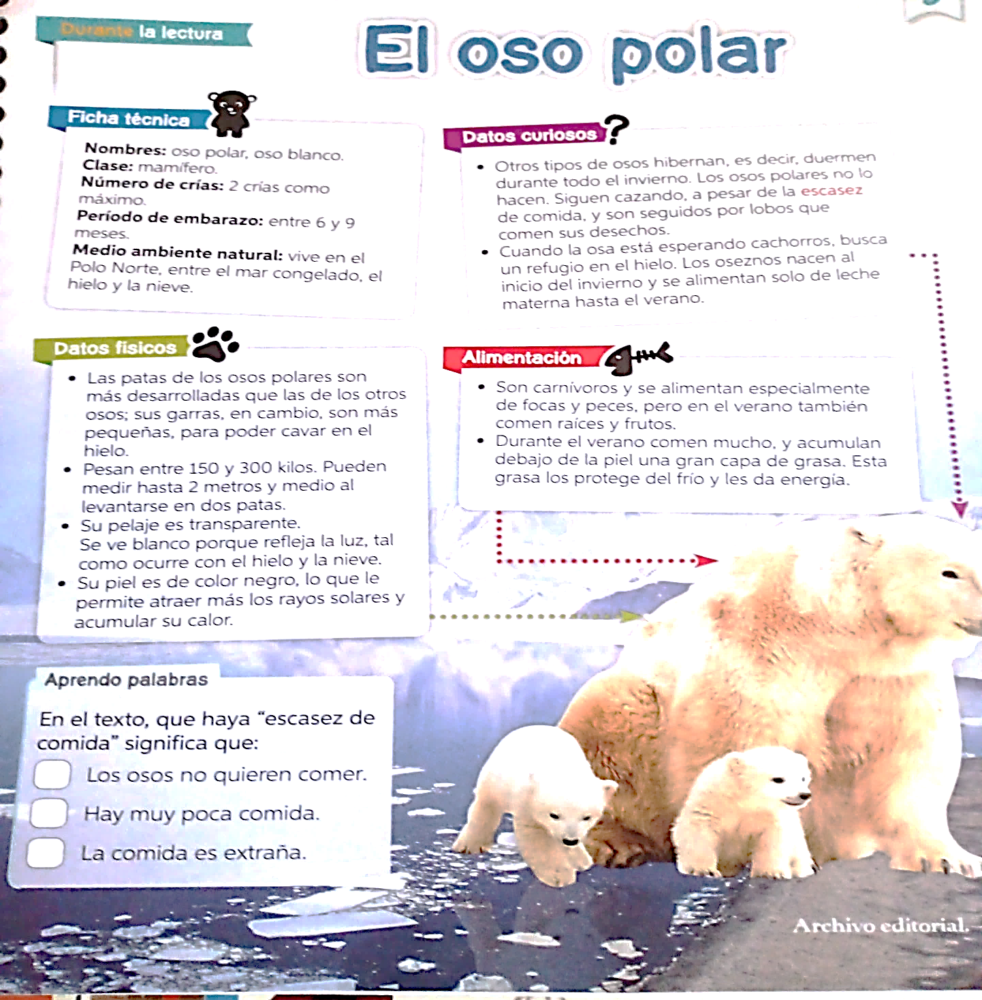 Durante la lectura
El oso polar
Ficha técnica
Nombres: oso polar, oso blanco.
Clase: mamífero.
Número de crías: 2 crías como
máximo.
Período de embarazo: entre 6 y 9
meses.
Medio ambiente natural: vive en el
Polo Norte, entre el mar congelado, el
hielo y la nieve.
Datos curiosos ?
• Otros tipos de osos hibernan, es decir, duermen
durante todo el invierno. Los osos polares no lo
hacen. Siguen cazando, a pesar de la escasez
de comida, y son seguidos por lobos que
comen sus desechos.
• Cuando la osa está esperando cachorros, busca
un refugio en el hielo. Los oseznos nacen al
inicio del invierno y se alimentan solo de leche
materna hasta el verano.
Datos físicos
• Las patas de los osos polares son
más desarrolladas que las de los otros
osos; sus garras, en cambio, son más
pequeñas, para poder cavar en el
hielo.
• Pesan entre 150 y 300 kilos. Pueden
medir hasta 2 metros y medio al
levantarse en dos patas.
• Su pelaje es transparente.
Se ve blanco porque refleja la luz, tal
como ocurre con el hielo y la nieve.
• Su piel es de color negro, lo que le
permite atraer más los rayos solares y
acumular su calor.
Alimentación
• Son carnívoros y se alimentan especialmente
de focas y peces, pero en el verano también
comen raíces y frutos.
• Durante el verano comen mucho, y acumulan
debajo de la piel una gran capa de grasa. Esta
grasa los protege del frío y les da energía.
Aprendo palabras
En el texto, que haya “escasez de
comida” significa que:
Los osos no quieren comer.
Hay muy poca comida.
La comida es extraña.
Archivo editorial.